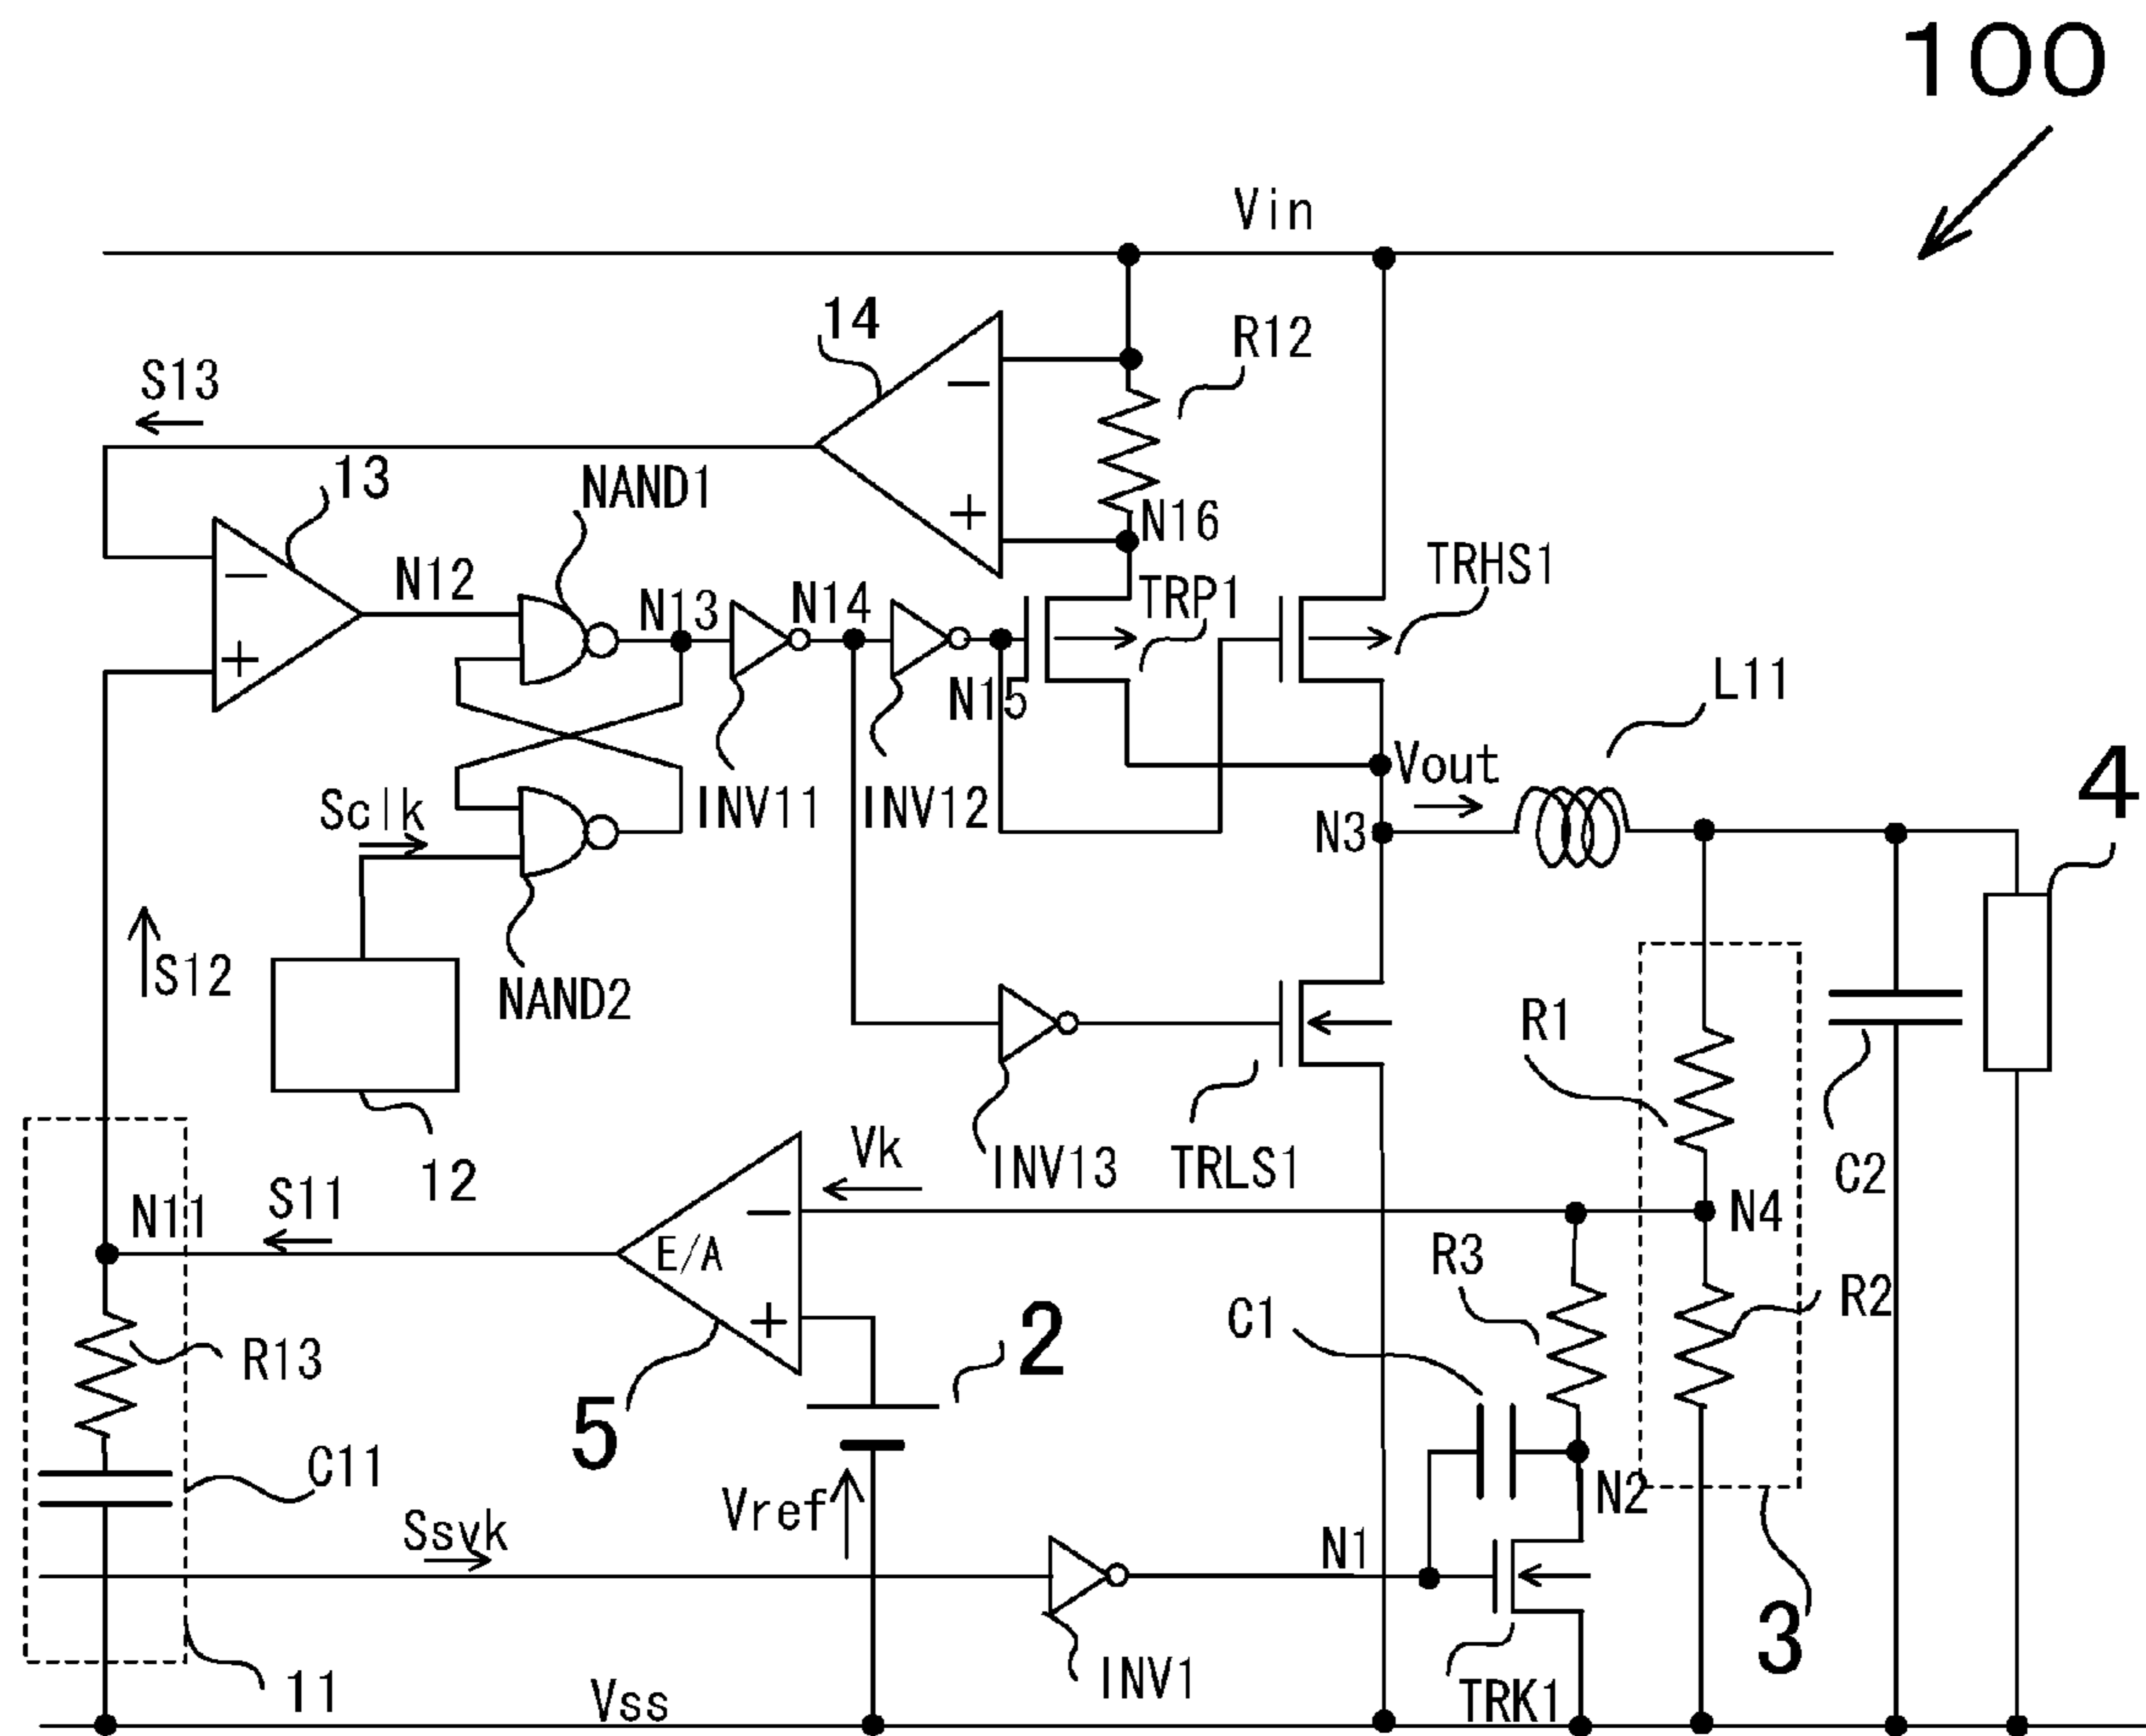 100
Vin
14
R12
S13
13
NAND1
N16
N12
TRHS1
N13
N14
TRP1
N15
L11
Vout
4
Sclk
INV11
INV12
N3
S12
NAND2
R1
12
Vk
INV13
TRLS1
C2
N11
S11
N4
E/A
R3
R2
C1
2
R13
5
C11
N2
Ssvk
Vref
N1
3
11
Vss
INV1
TRK1